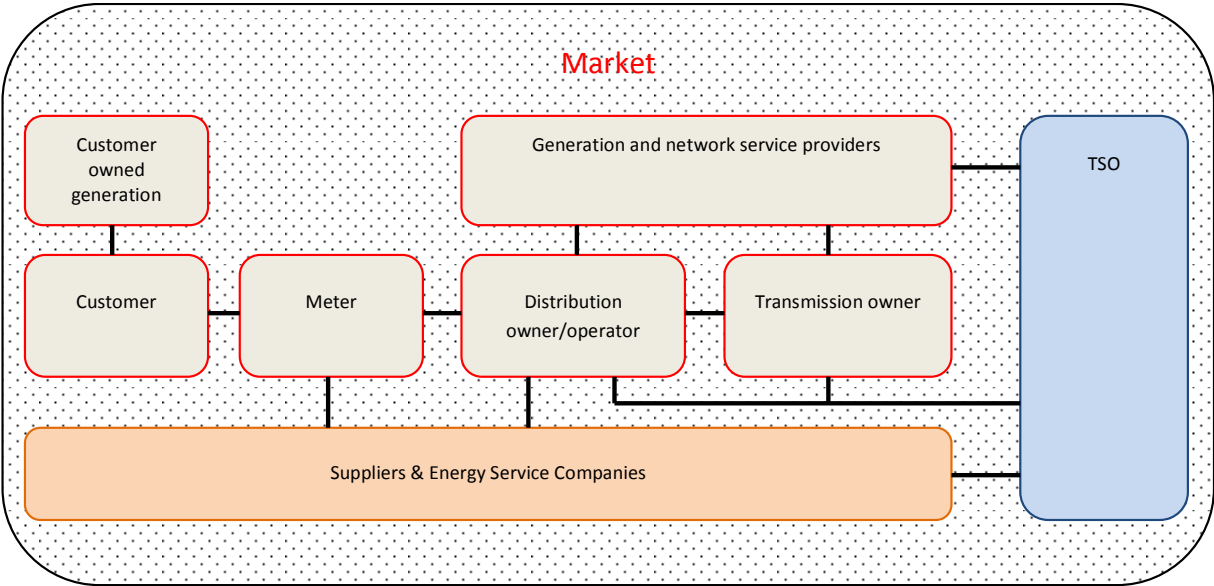 Market
Customer
owned
generation
Generation and network service providers
TSO
Customer
Meter
Distribution
owner/operator
Transmission owner
Suppliers & Energy Service Companies